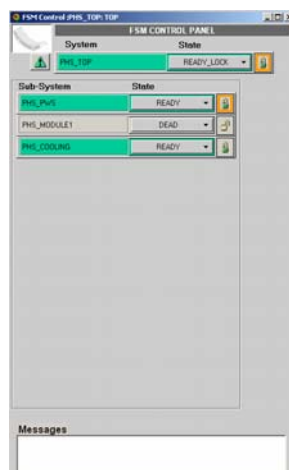 FSM Control :PHS_TOP: TOP
FSM CONTROL PANEL
System State
PHS_TOP READY_LOCK
Sub-System State
PHS_PWS READY
PHS_MODULE1 DEAD
PHS_COOLING READY
Messages